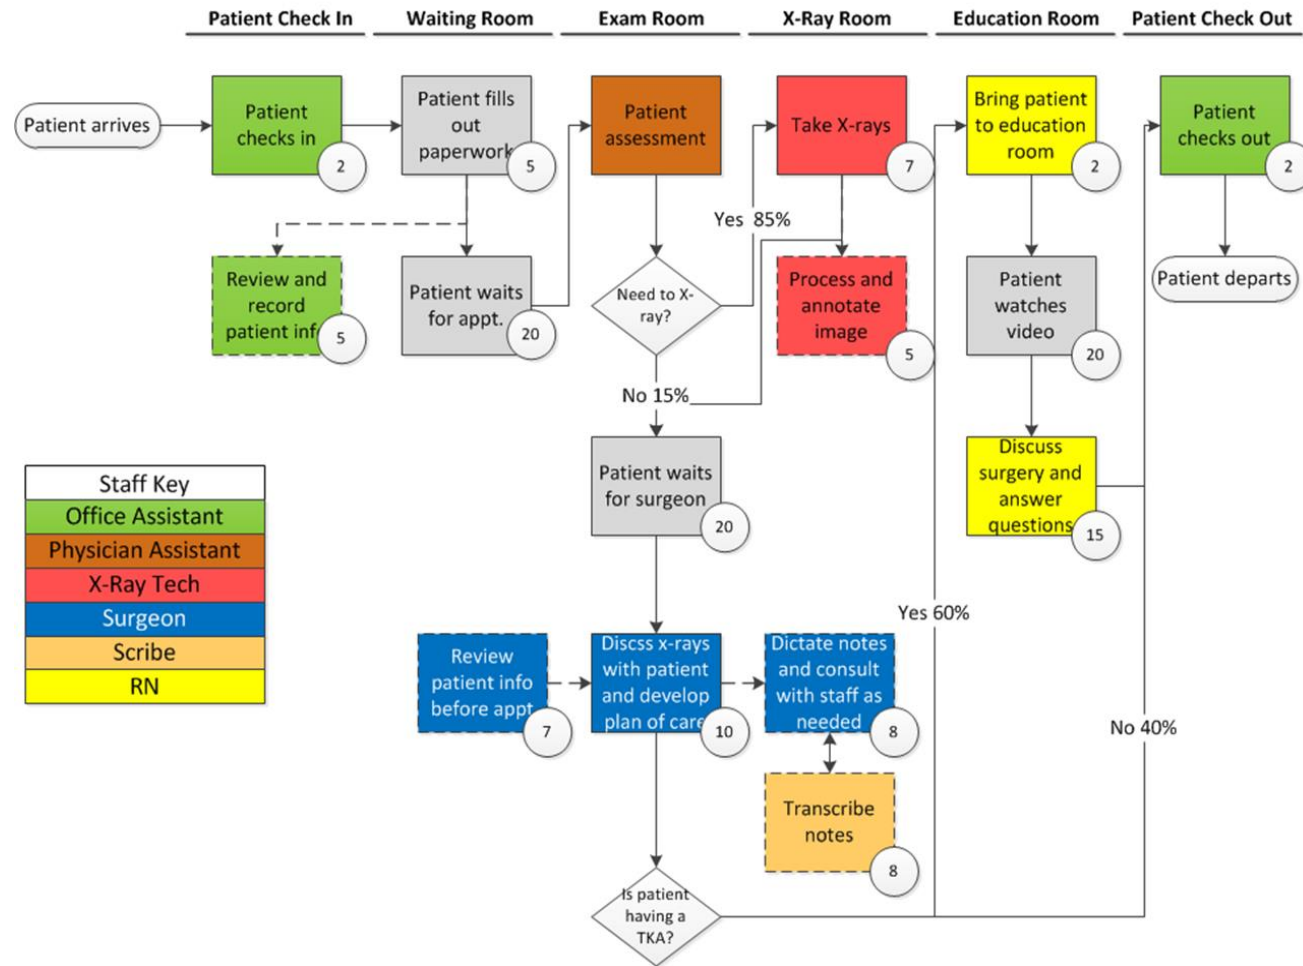 Patient Check In
Waiting Room
Exam Room
X-Ray Room
Education Room
Patient Check Out
Patient arrives
Patient
checks in
2
Patient fills
out
paperwork
5
Patient
assessment
Take X-rays
7
Bring patient
to education
room
2
Patient
checks out
2
Yes 85%
Review and
record
patient inf
5
Patient waits
for appt.
20
Need to X-
ray?
Process and
annotate
image
5
Patient
watches
video
20
Patient departs
No 15%
Patient waits
for surgeon
20
Discuss
surgery and
answer
questions
15
Staff Key
Office Assistant
Physician Assistant
X-Ray Tech
Surgeon
Scribe
RN
Yes 60%
No 40%
Review
patient info
before appt
7
Discss x-rays
with patient
and develop
plan of care
10
Dictate notes
and consult
with staff as
needed
8
Transcribe
notes
8
Is patient
having a
TKA?